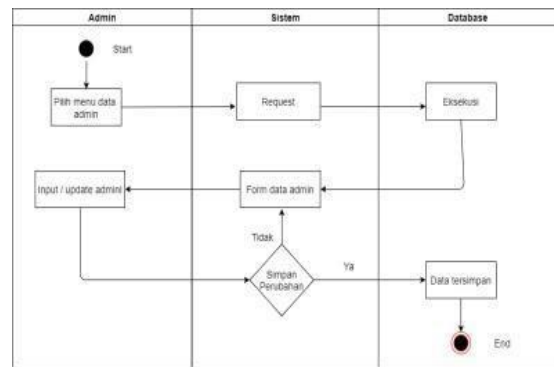 Admin
Sistem
Database
Start
Pilih menu data
admin
Request
Eksekusi
Input / update admin
Form data admin
Tidak
Simpan
Perubahan
Ya
Data tersimpan
End